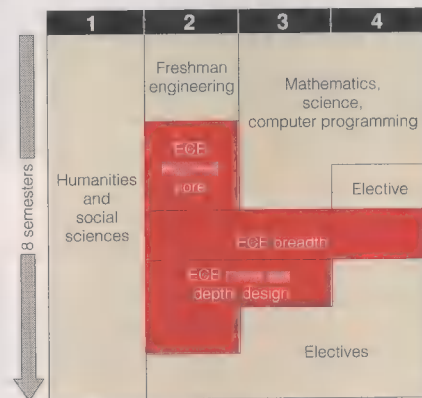 1 2 3 4
8 semesters
Humanities
and
social
sciences
Freshman
engineering
Mathematics,
science,
computer programming
ECE
core
Elective
ECE breadth
ECE
depth design
Electives